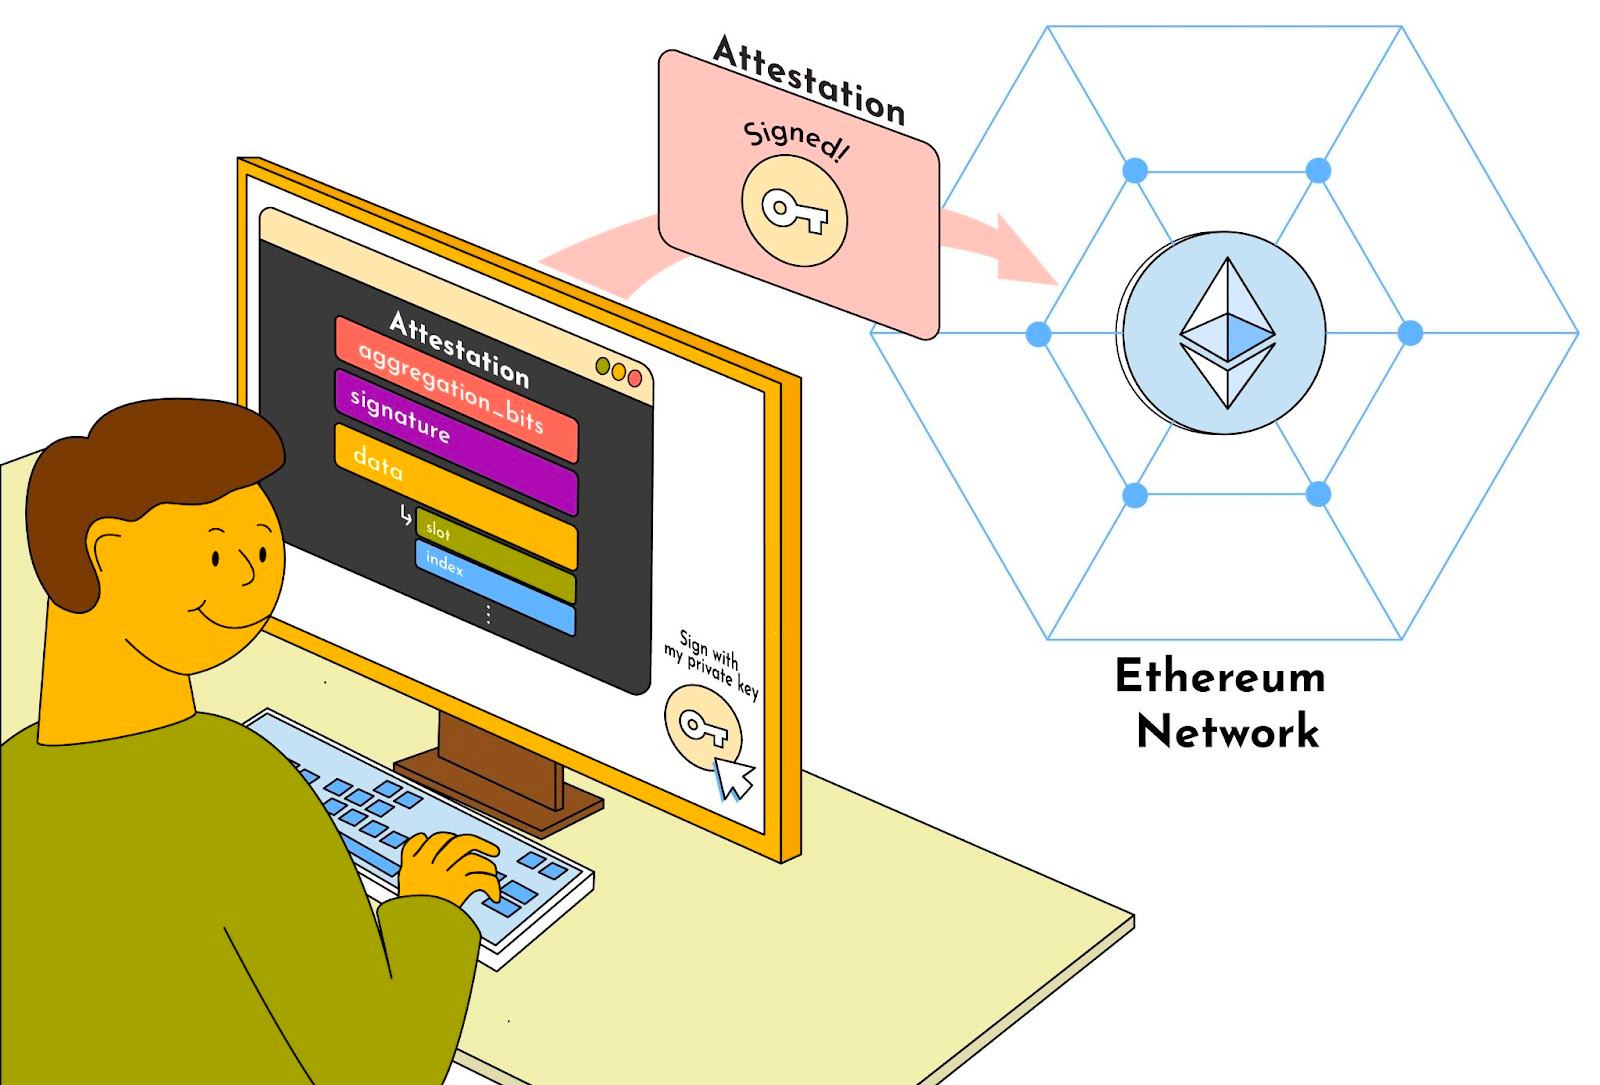 Attestation
Signed!
Attestation
aggregation_bits
signature
data
slot
index
Sign with
my private key
Ethereum
Network